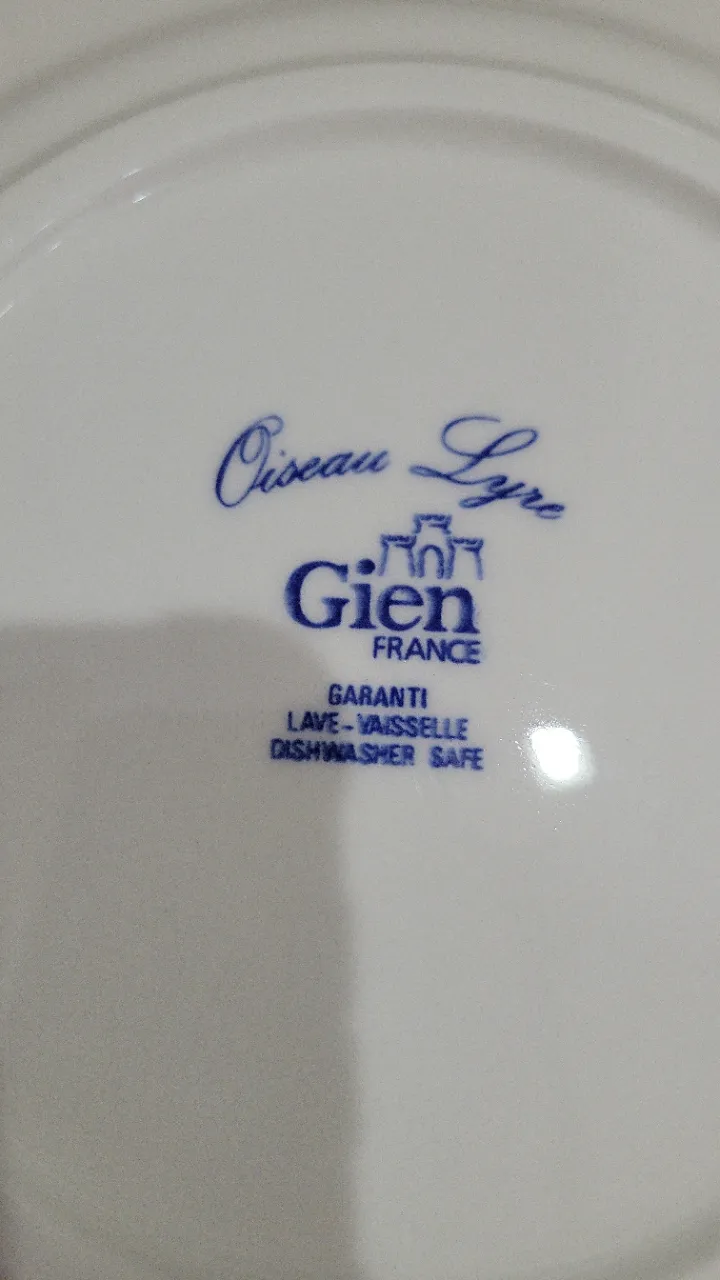 Oiseau Lyre
Gien
FRANCE
GARANTI
LAVE-VAISSELLE
DISHWASHER SAFE